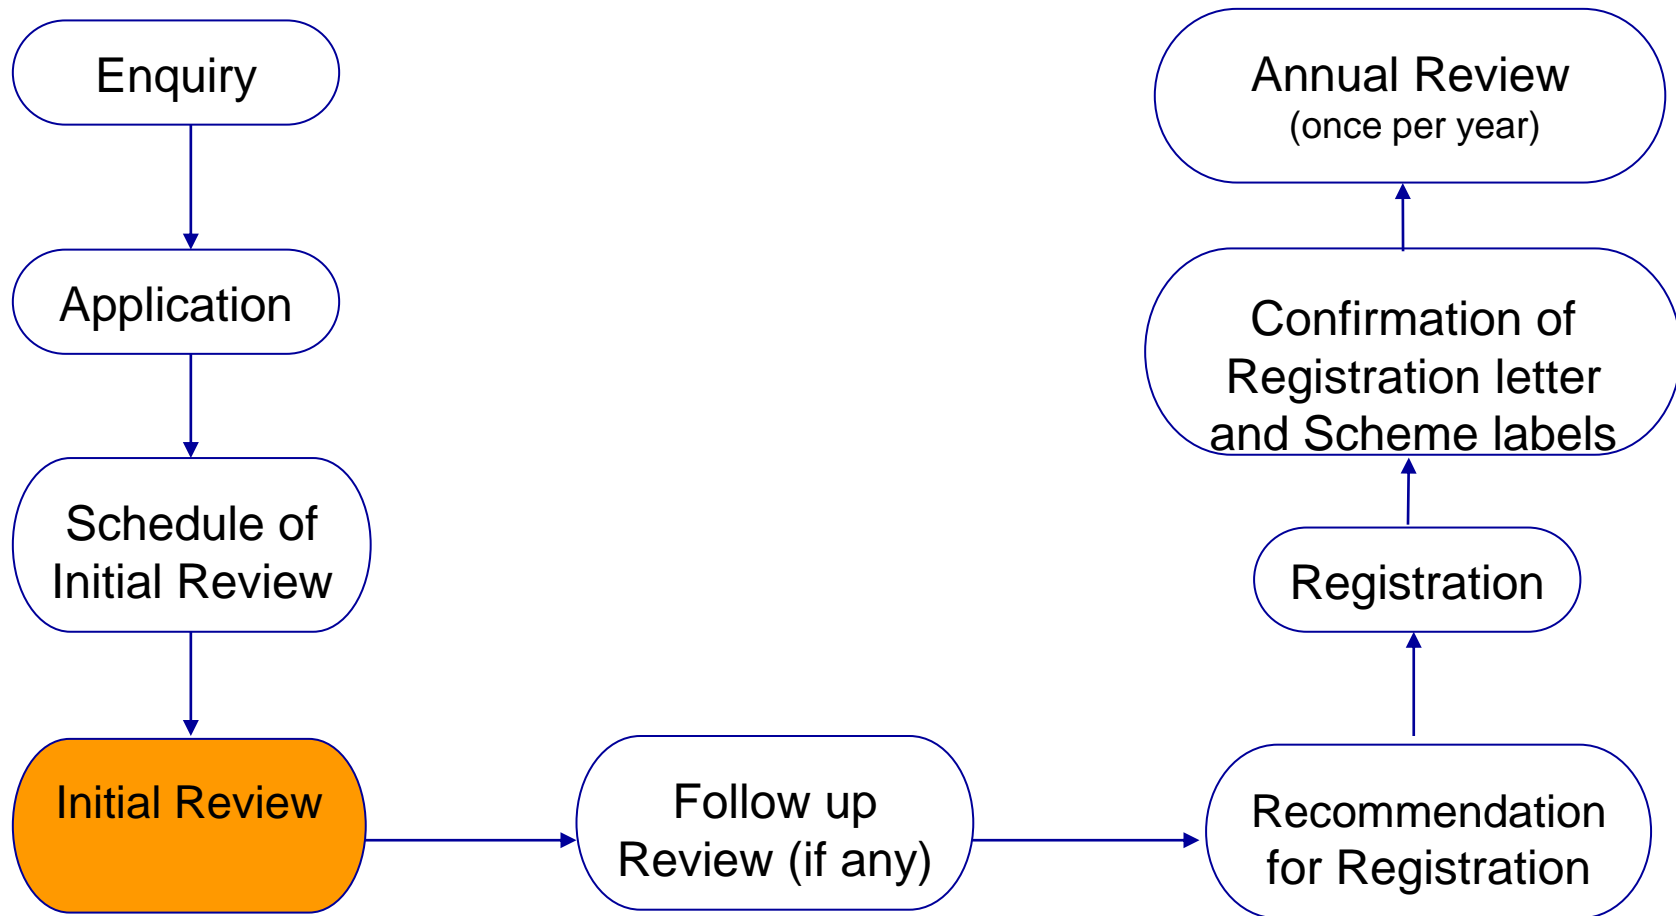 Enquiry
Application
Schedule of
Initial Review
Initial Review
Follow up
Review (if any)
Recommendation
for Registration
Registration
Confirmation of
Registration letter
and Scheme labels
Annual Review
(once per year)